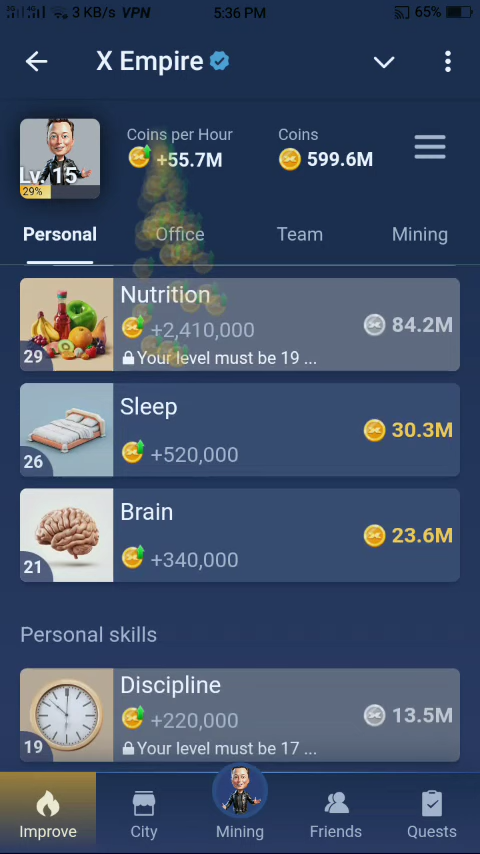 3 KB/s VPN 5:36 PM 65%
X Empire
Coins per Hour
+55.7M
Coins
599.6M
Lv. 15
29%
Personal Office Team Mining
Nutrition
+2,410,000
Your level must be 19 ...
84.2M
29
Sleep
+520,000
30.3M
26
Brain
+340,000
23.6M
21
Personal skills
Discipline
+220,000
Your level must be 17 ...
13.5M
19
Improve City Mining Friends Quests